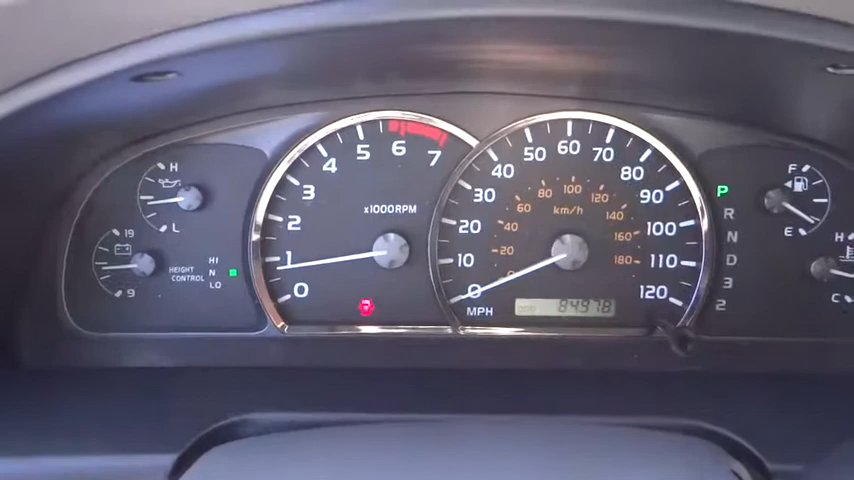 H
L
19
9
HEIGHT
CONTROL
HI
N
LO
0
1
2
3
4
5
6
7
x1000RPM
0
10
20
30
40
50
60
70
80
90
100
110
120
MPH
20
40
60
80
100
120
140
160
180
km/h
ODO
84978
P
R
N
D
3
2
F
E
H
C